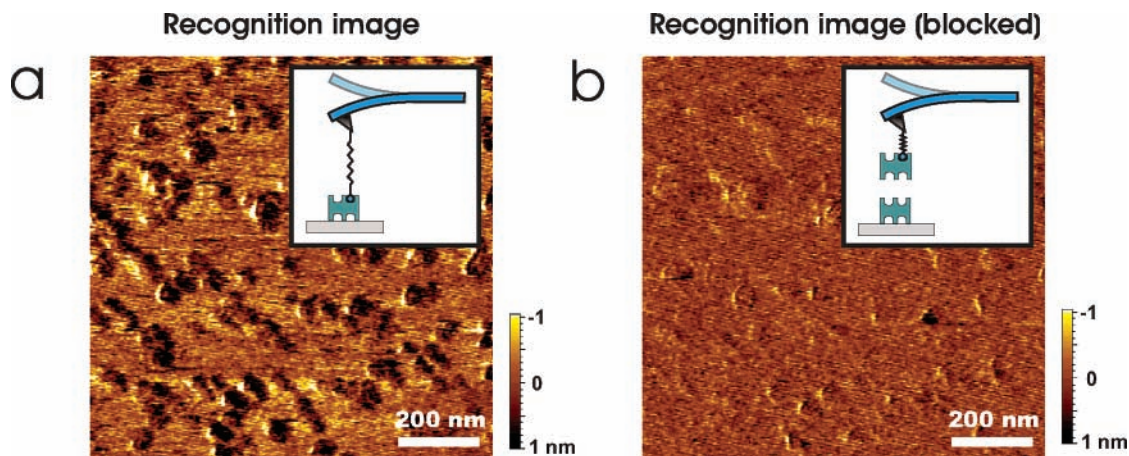 Recognition image
Recognition image (blocked)
a
b
-1
0
1 nm
200 nm
-1
0
1 nm
200 nm